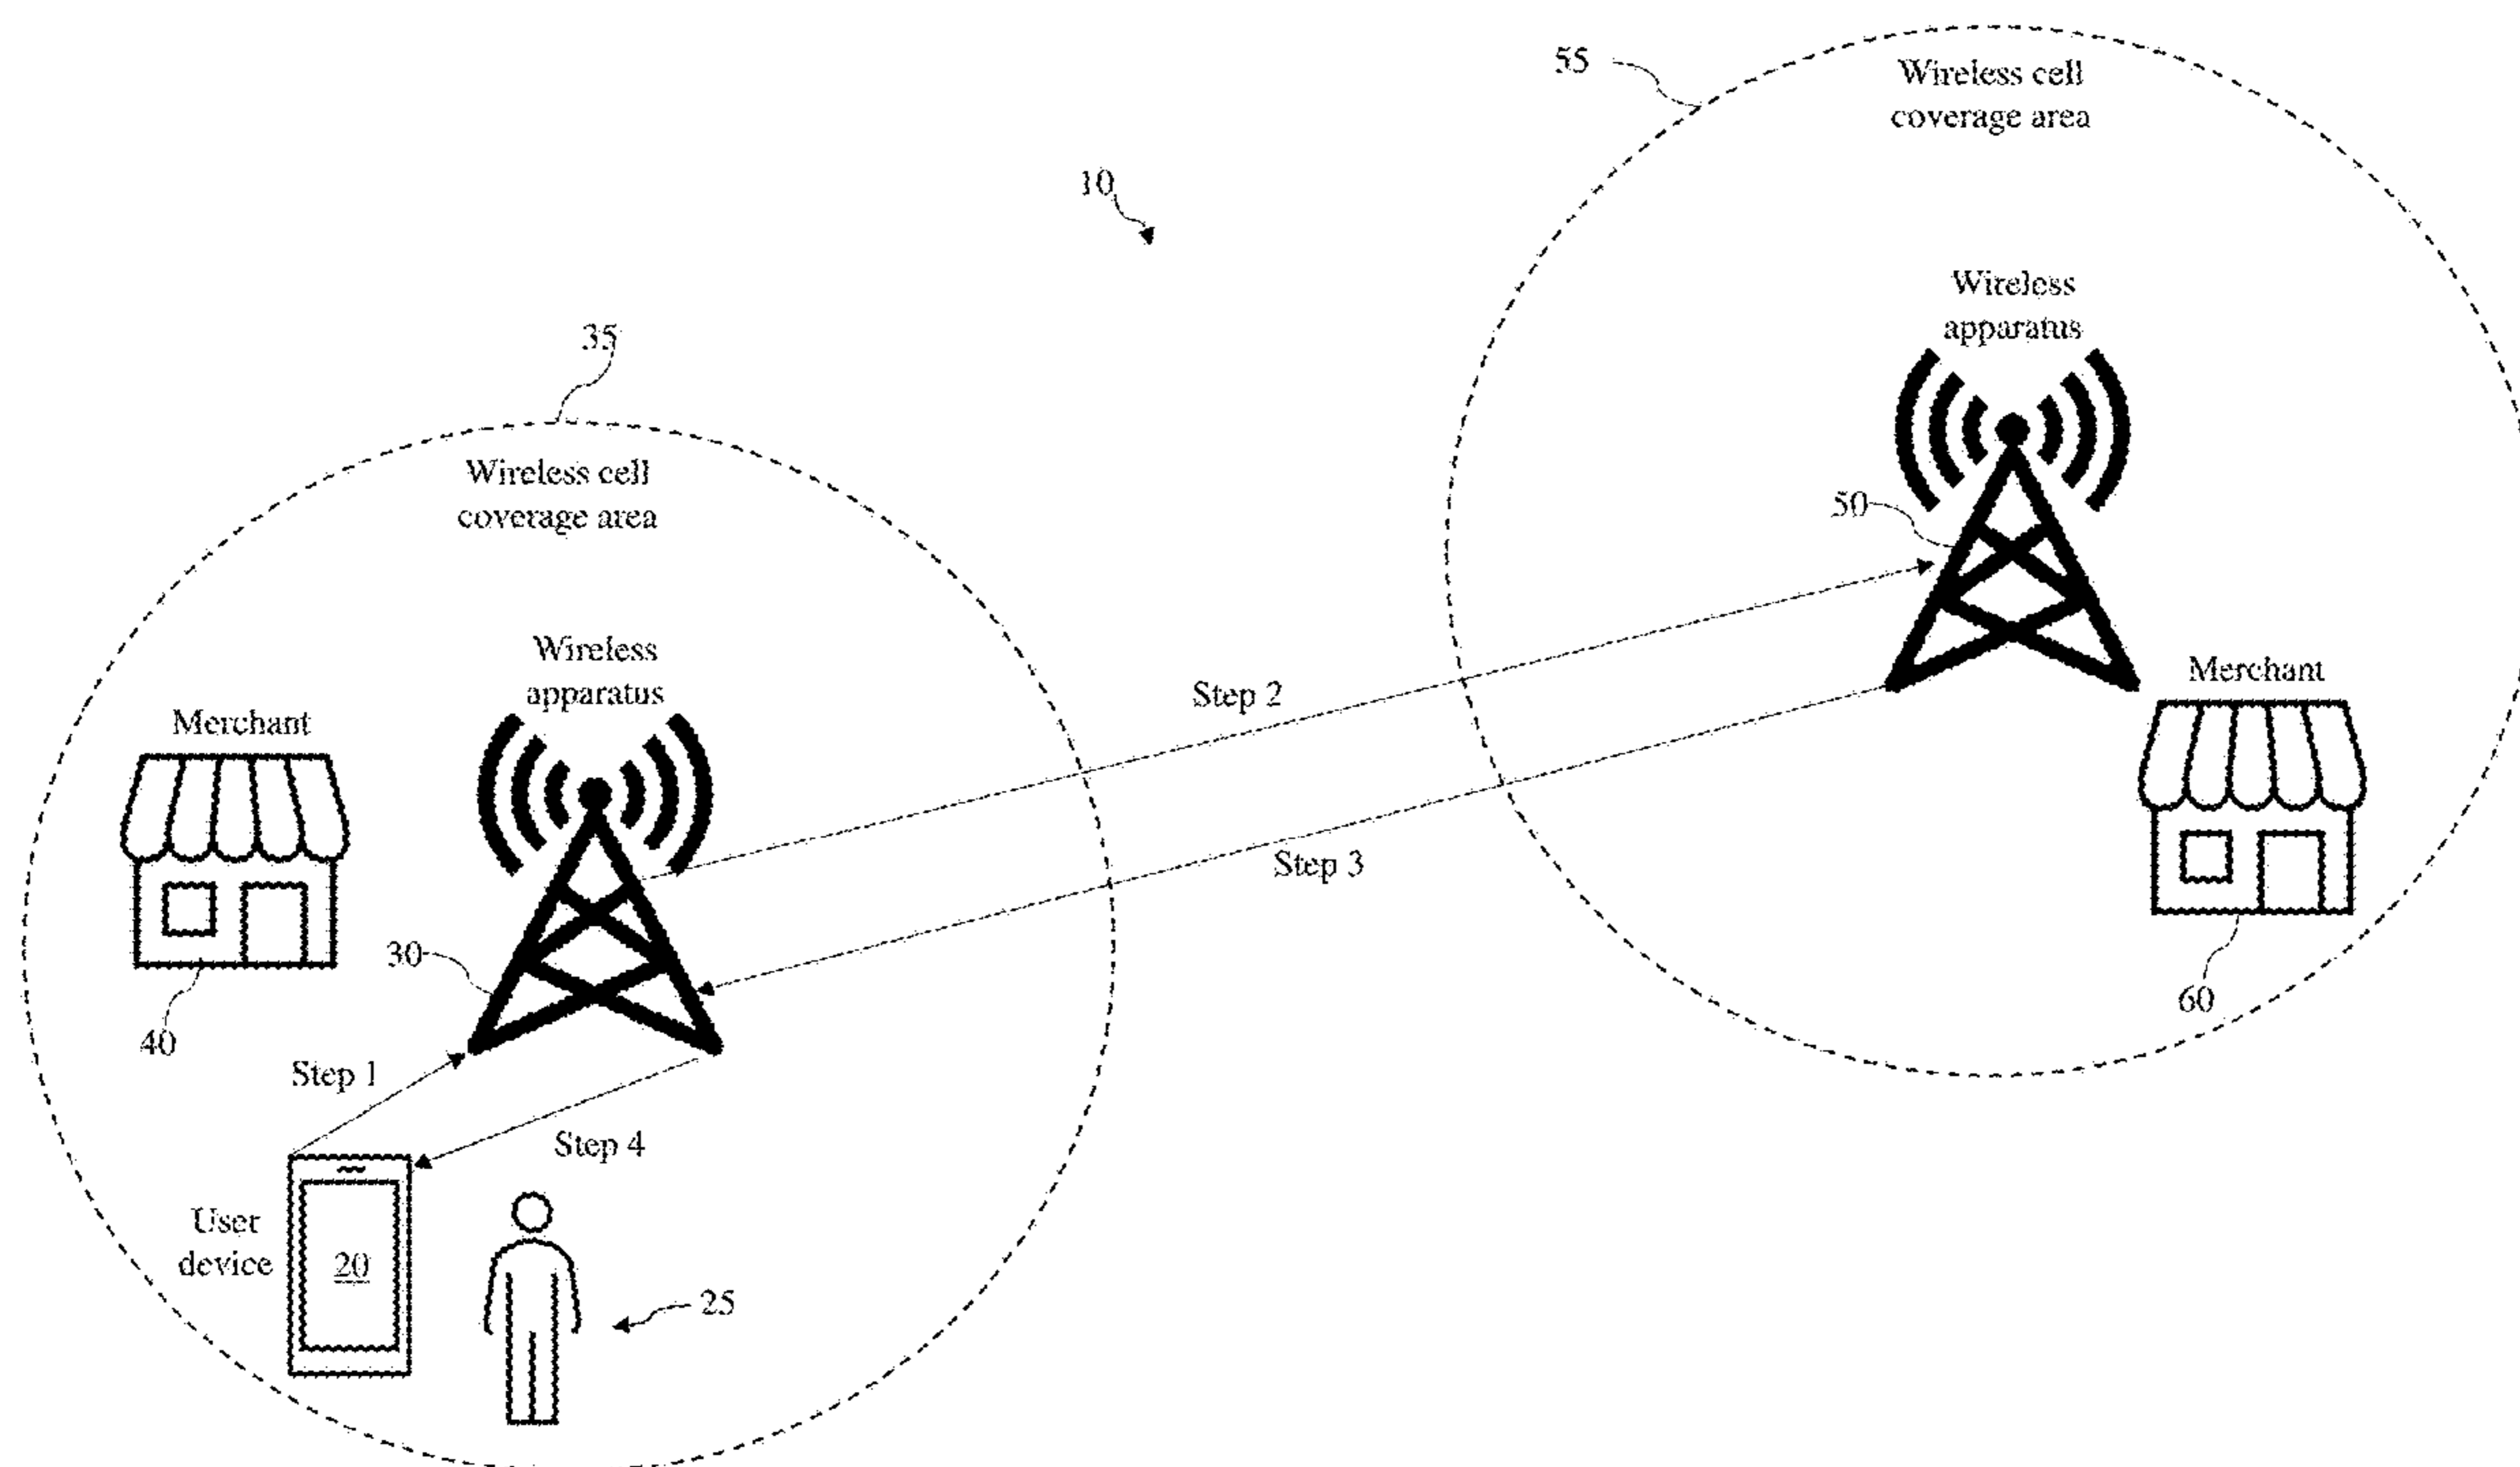 55
Wireless cell
coverage area
10
Wireless
apparatus
35
Wireless cell
coverage area
50
Wireless
apparatus
Step 2
Merchant
Merchant
Step 3
30
60
40
Step 1
Step 4
User
device
20
25